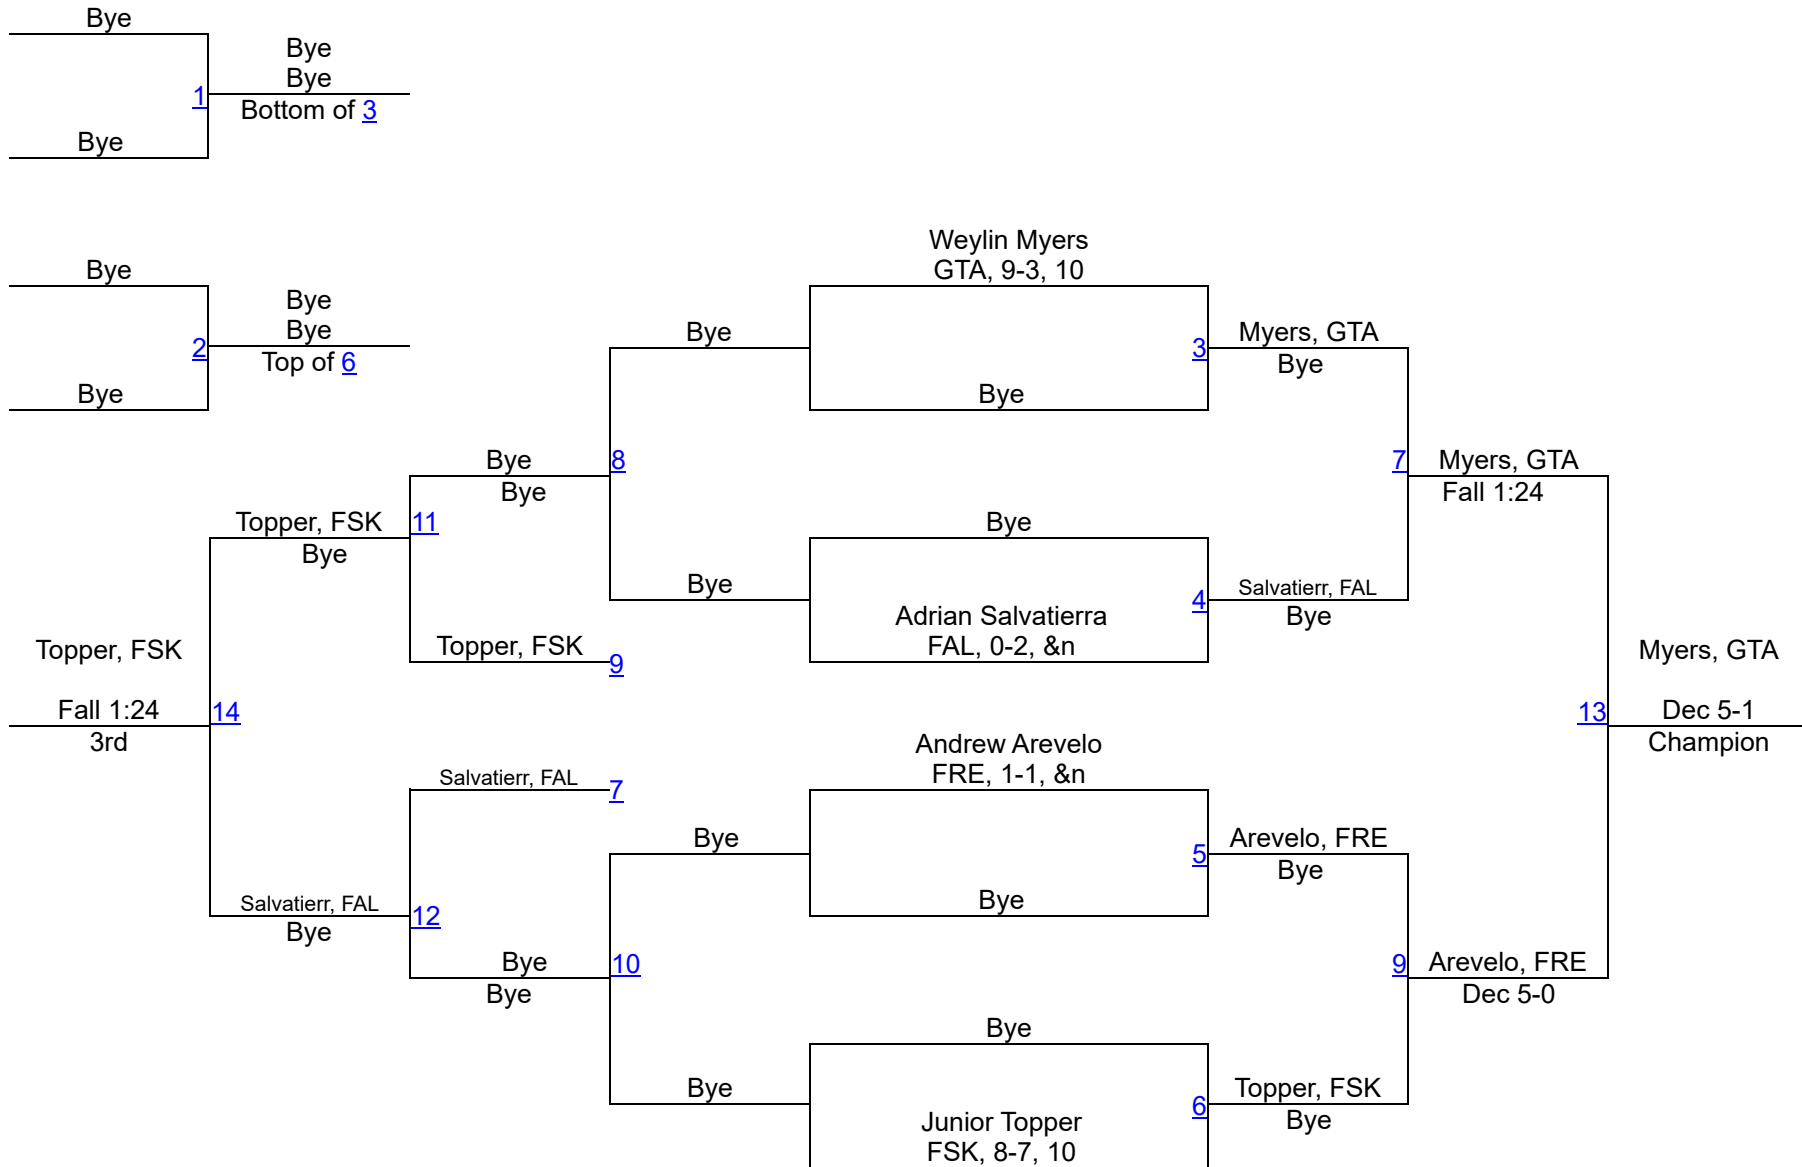 Bye
Bye
Bye
1
Bottom of 3
Bye
Weylin Myers
GTA, 9-3, 10
Bye
Bye
Bye
2
Top of 6
Bye
Bye
3
Myers, GTA
Bye
Bye
Bye
8
Bye
7
Myers, GTA
Fall 1:24
Topper, FSK
11
Bye
Bye
Bye
Adrian Salvatierra
FAL, 0-2, &n
4
Salvatierr, FAL
Bye
Topper, FSK
9
Topper, FSK
Fall 1:24
3rd
14
Myers, GTA
13
Dec 5-1
Champion
Andrew Arevelo
FRE, 1-1, &n
Salvatierr, FAL
7
Bye
5
Arevelo, FRE
Bye
Bye
Salvatierr, FAL
12
Bye
Bye
10
Bye
9
Arevelo, FRE
Dec 5-0
Bye
Bye
Junior Topper
FSK, 8-7, 10
6
Topper, FSK
Bye